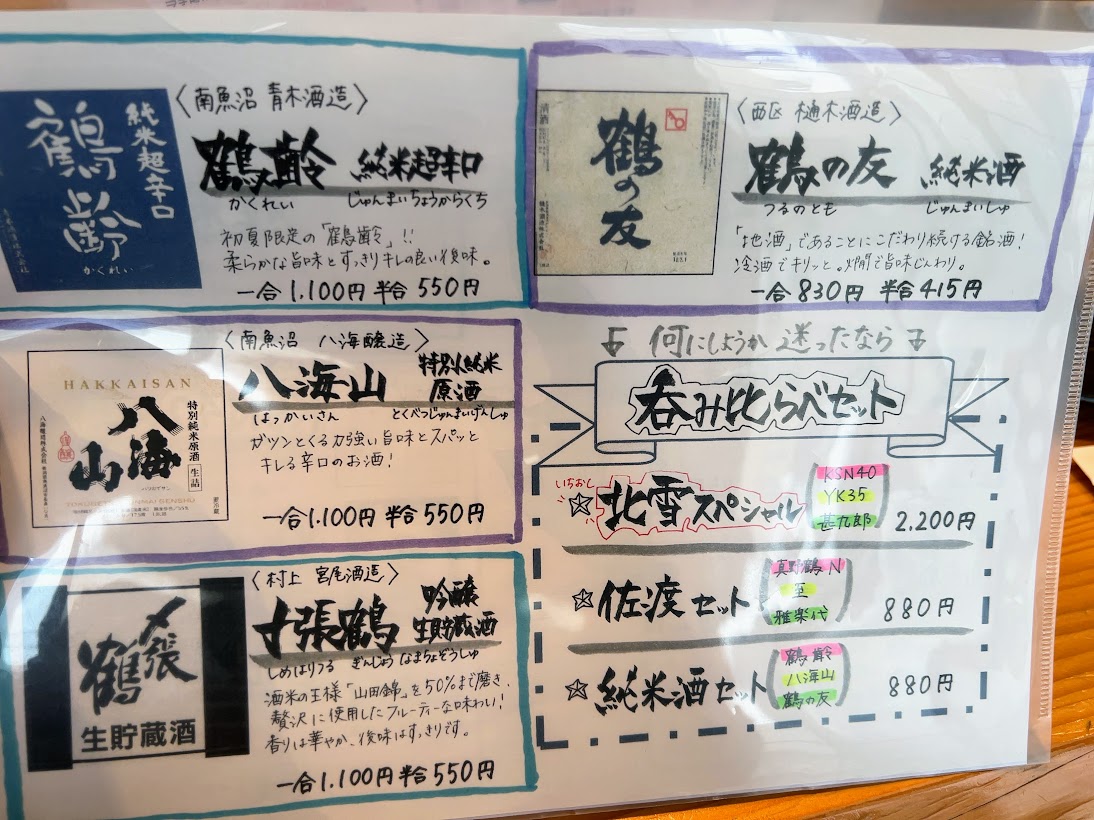 純米超辛口
鶴齢
かくれい
〈南魚沼 青木酒造〉
鶴齢 純米超辛口
かくれい じゅんまいちょうからくち
初夏限定の「鶴齢」!!
柔らかな旨味とすっきりキレの良い後味。
一合1,100円 半合550円
清酒
鶴の友
〈西区 樋木酒造〉
鶴の友 純米酒
つるのとも じゅんまいしゅ
「地酒」であることにこだわり続ける銘酒!
冷酒でキリッと。燗で旨味じんわり。
一合830円 半合415円
HAKKAISAN
八海山
特別純米原酒
生詰
要冷蔵
〈南魚沼 八海醸造〉
八海山 特別純米原酒
はっかいさん とくべつじゅんまいげんしゅ
ガツンとくる力強い旨味とスパッと
キレる辛口のお酒!
一合1,100円 半合550円
〆張鶴
生貯蔵酒
〈村上 宮尾酒造〉
〆張鶴 吟醸生貯蔵酒
しめはりつる ぎんじょうなまちょぞうしゅ
酒米の王様「山田錦」を50%まで磨き、
贅沢に使用したフルーティーな味わい!
香りは華やか、後味はすっきりです。
一合1,100円 半合550円
何にしようか迷ったなら
呑み比らべセット
いちおし
☆北雪スペシャル
KSN40
YK35
甚九郎
2,200円
☆佐渡セット
真野鶴N
至
雅楽代
880円
☆純米酒セット
鶴齢
八海山
鶴の友
880円